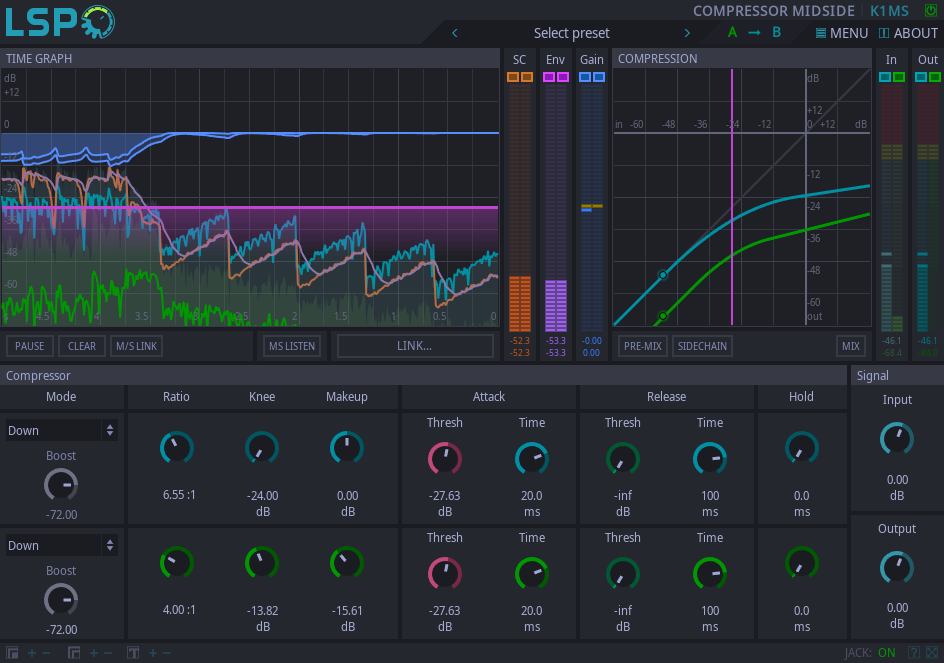 LSP
COMPRESSOR MIDSIDE K1MS
< Select preset > A → B MENU ABOUT
TIME GRAPH SC Env Gain COMPRESSION In Out
dB
+12
0
-12
-24
-36
-48
-60
4.5 4 3.5 2.5 2 1.5 0.5 0
dB
+12
in -60 -48 -36 -24 -12 0 +12 dB
-12
-24
-36
-48
-60
out
-52.3 -53.3 -0.00 -46.1 -46.1
-52.3 -53.3 0.00 -68.4
PAUSE CLEAR M/S LINK MS LISTEN LINK... PRE-MIX SIDECHAIN MIX
Compressor Signal
Mode Ratio Knee Makeup Attack Release Hold Input
Down Thresh Time Thresh Time
Boost
-72.00
6.55 :1 -24.00 0.00 -27.63 20.0 -inf 100 0.0 0.00
dB dB dB ms dB ms ms dB
Output
Down Thresh Time Thresh Time
Boost
-72.00
4.00 :1 -13.82 -15.61 -27.63 20.0 -inf 100 0.0 0.00
dB dB dB ms dB ms ms dB
+ − + − T + − JACK: ON ?